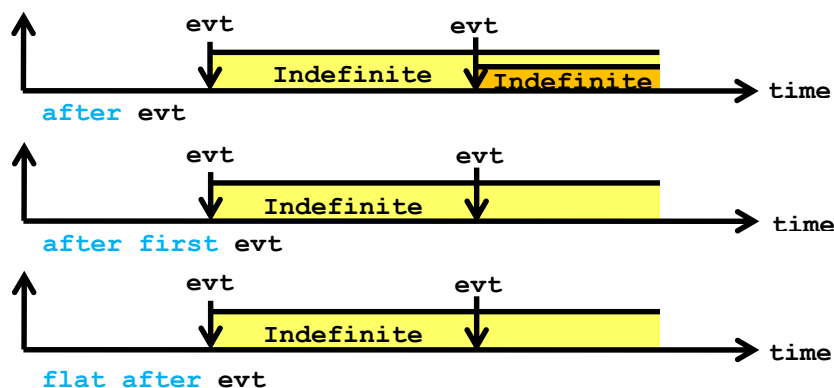 evt evt
Indefinite Indefinite
time
after evt
evt evt
Indefinite
time
after first evt
evt evt
Indefinite
time
flat after evt